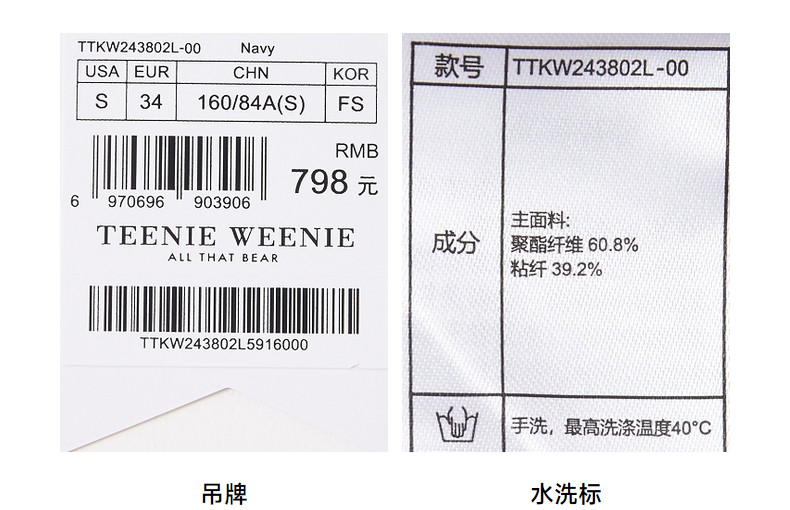 TTKW243802L-00 Navy
USA EUR CHN KOR
S 34 160/84A(S) FS
RMB
798 元
6 970696 903906
TEENIE WEENIE
ALL THAT BEAR
TTKW243802L5916000
吊牌
款号 TTKW243802L-00
成分
主面料:
聚酯纤维 60.8%
粘纤 39.2%
手洗，最高洗涤温度40°C
水洗标